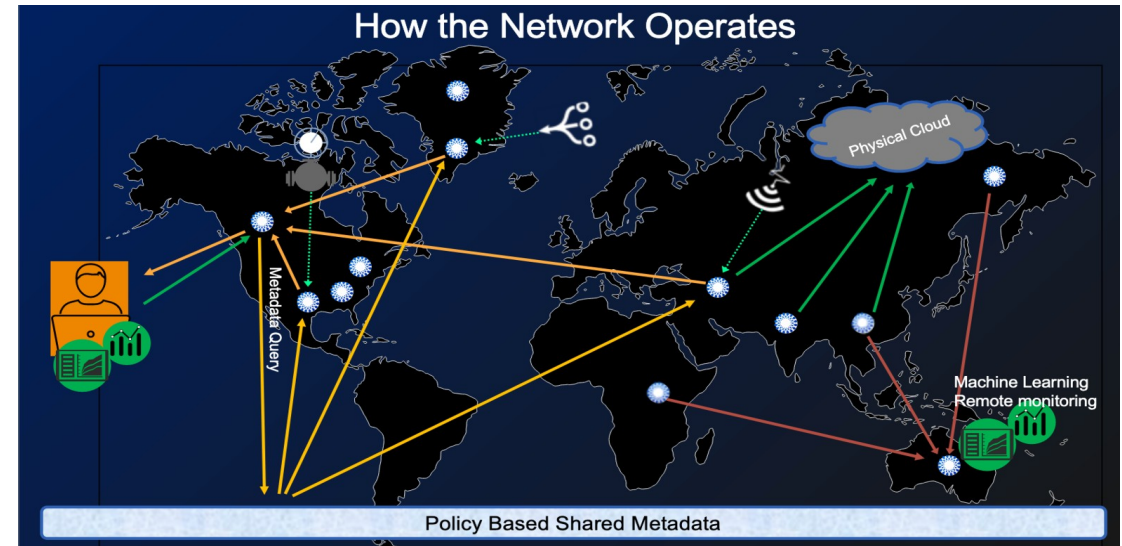 How the Network Operates
Physical Cloud
Metadata Query
Machine Learning
Remote monitoring
Policy Based Shared Metadata